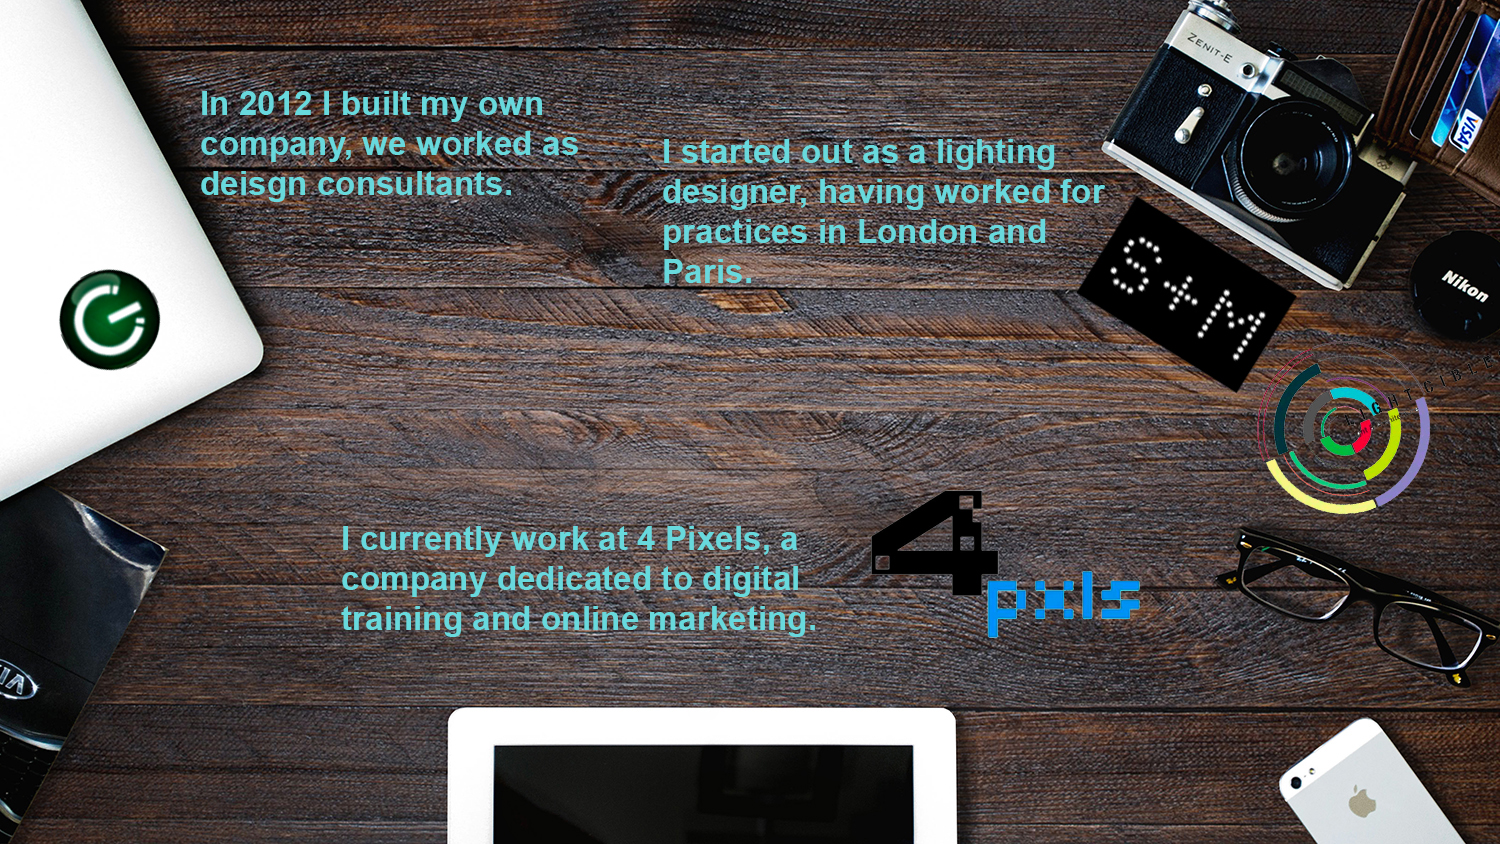 In 2012 I built my own
company, we worked as
deisgn consultants.
I started out as a lighting
designer, having worked for
practices in London and
Paris.
ZENIT-E
VISA
S+M
Nikon
I currently work at 4 Pixels, a
company dedicated to digital
training and online marketing.
4
pxls
KIA